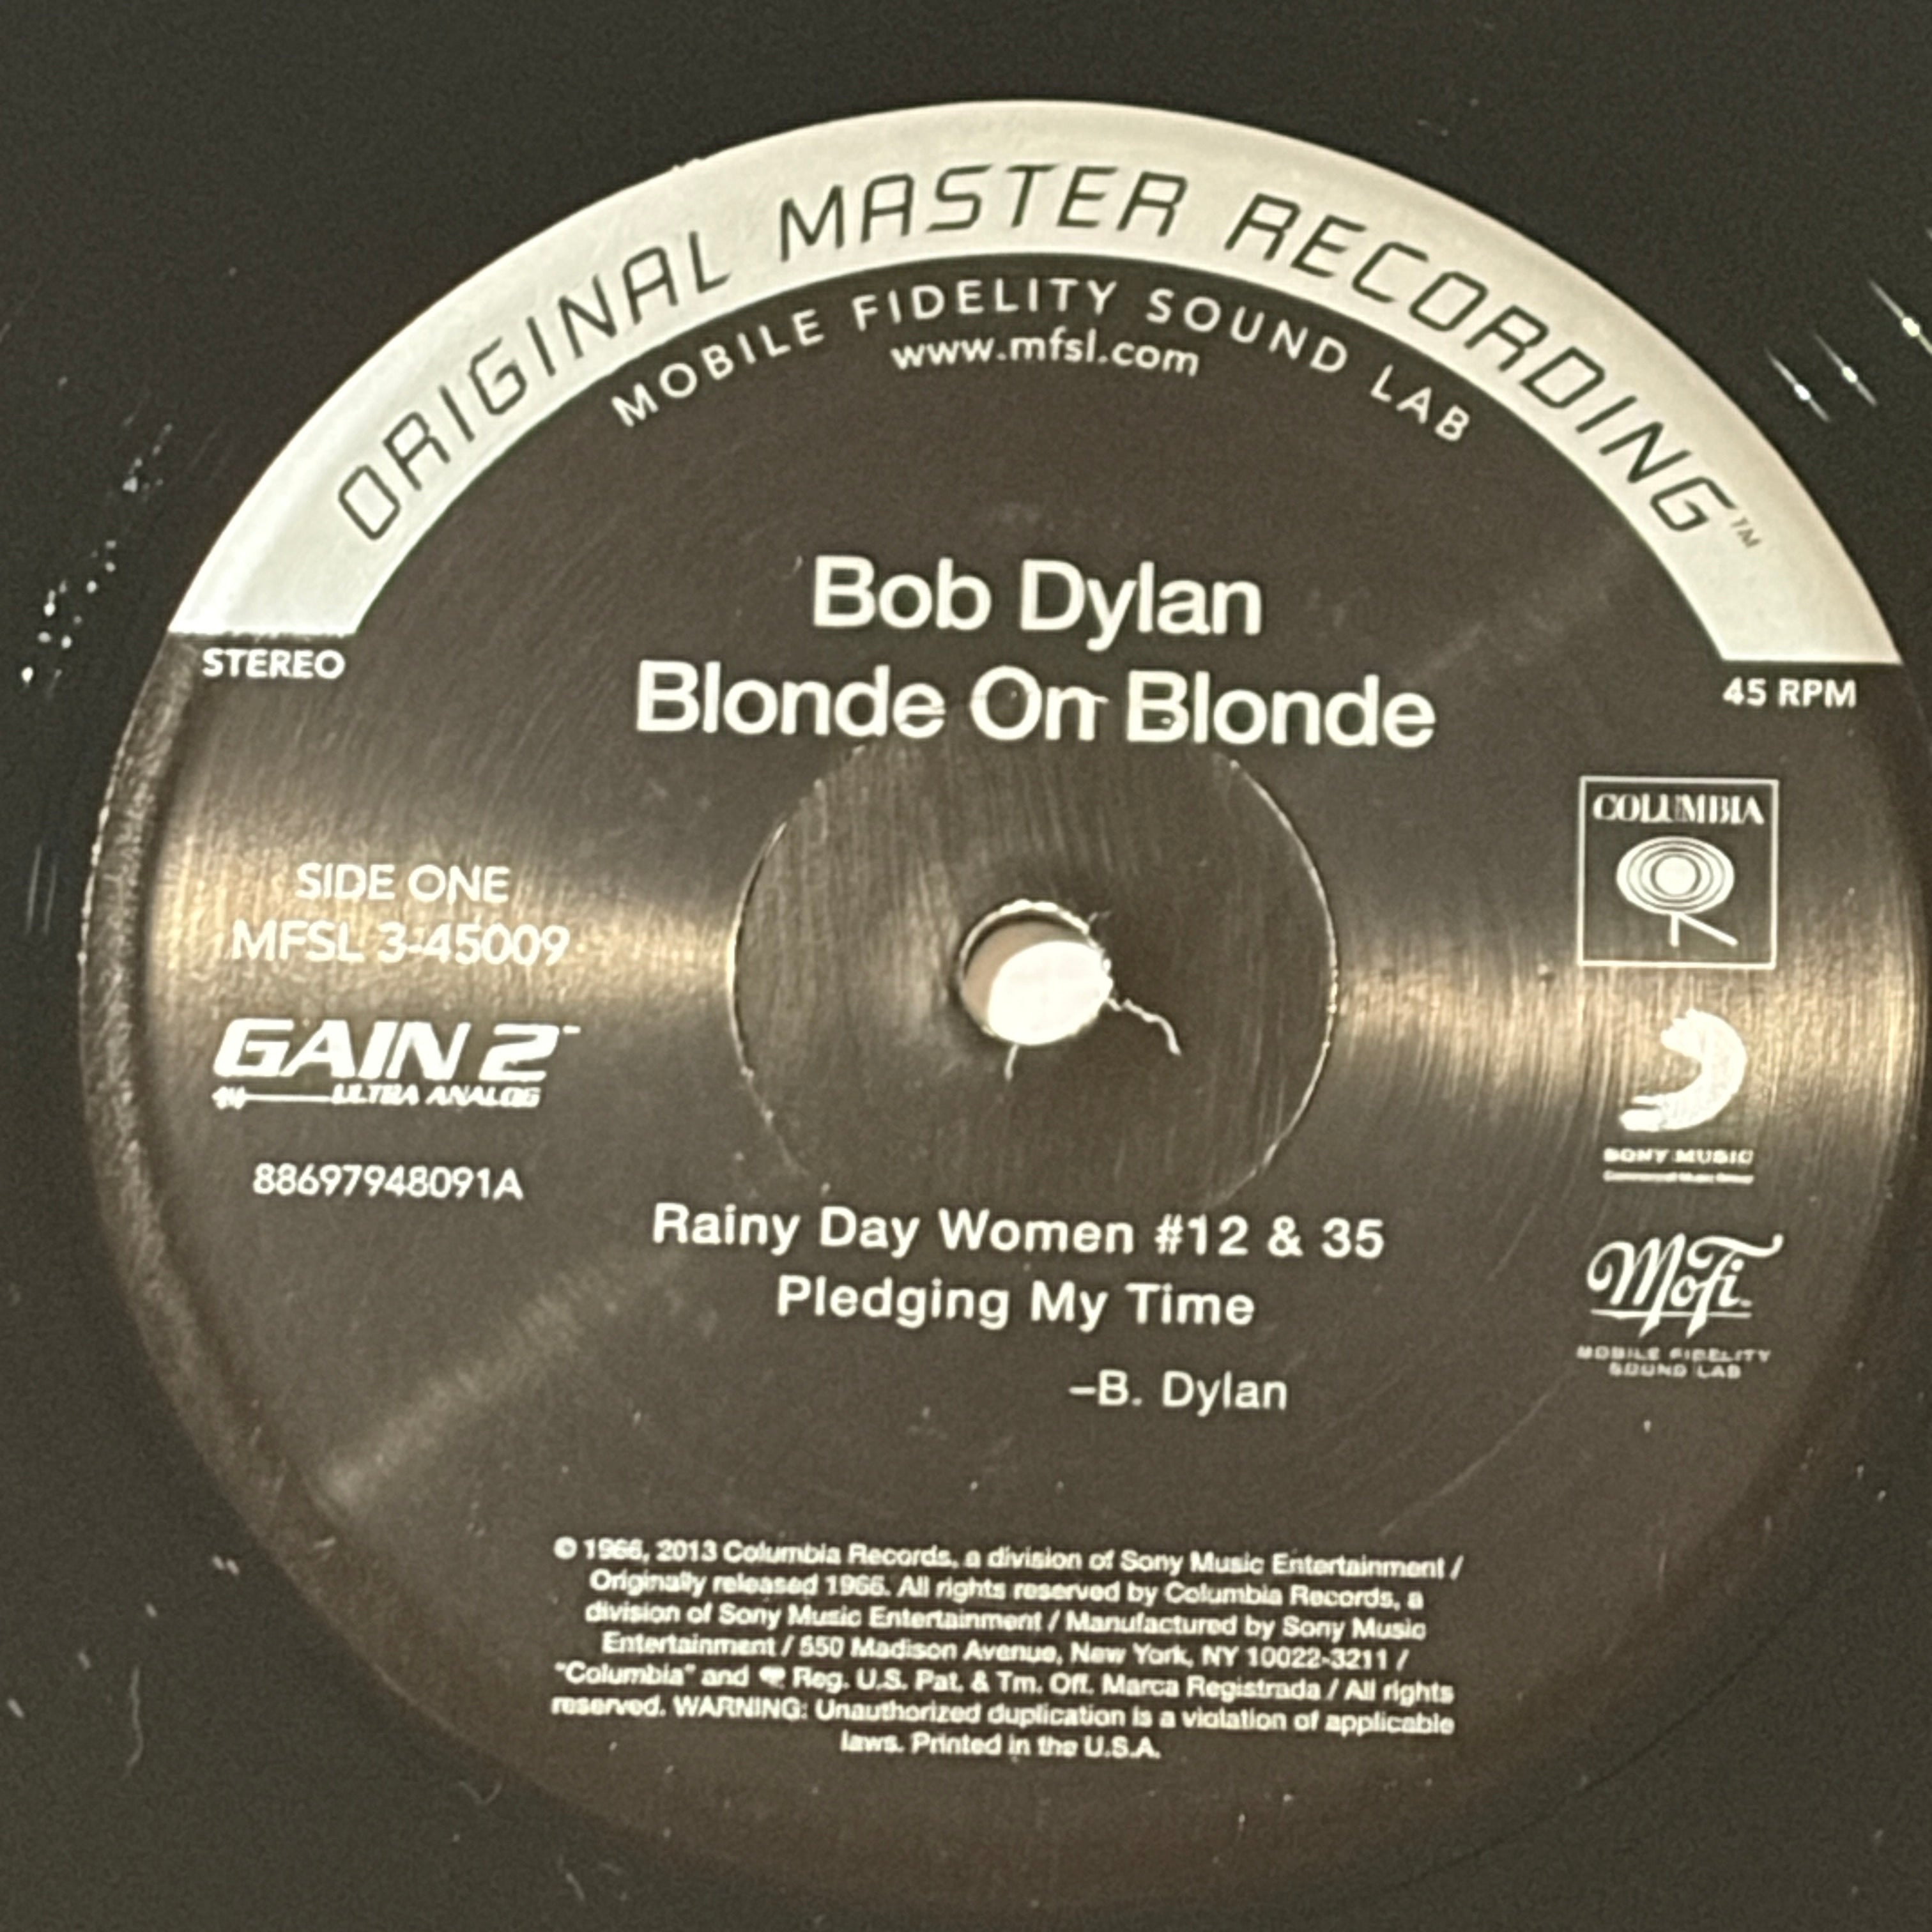 ORIGINAL MASTER RECORDING™
MOBILE FIDELITY SOUND LAB
www.mfsl.com
Bob Dylan
Blonde On Blonde
STEREO
45 RPM
COLUMBIA
SIDE ONE
MFSL 3-45009
GAIN 2™
ULTRA ANALOG
88697948091A
SONY MUSIC
Commercial Music Group
MoFi
MOBILE FIDELITY
SOUND LAB
Rainy Day Women #12 & 35
Pledging My Time
–B. Dylan
© 1966, 2013 Columbia Records, a division of Sony Music Entertainment /
Originally released 1966. All rights reserved by Columbia Records, a
division of Sony Music Entertainment / Manufactured by Sony Music
Entertainment / 550 Madison Avenue, New York, NY 10022-3211 /
"Columbia" and Reg. U.S. Pat. & Tm. Off. Marca Registrada / All rights
reserved. WARNING: Unauthorized duplication is a violation of applicable
laws. Printed in the U.S.A.